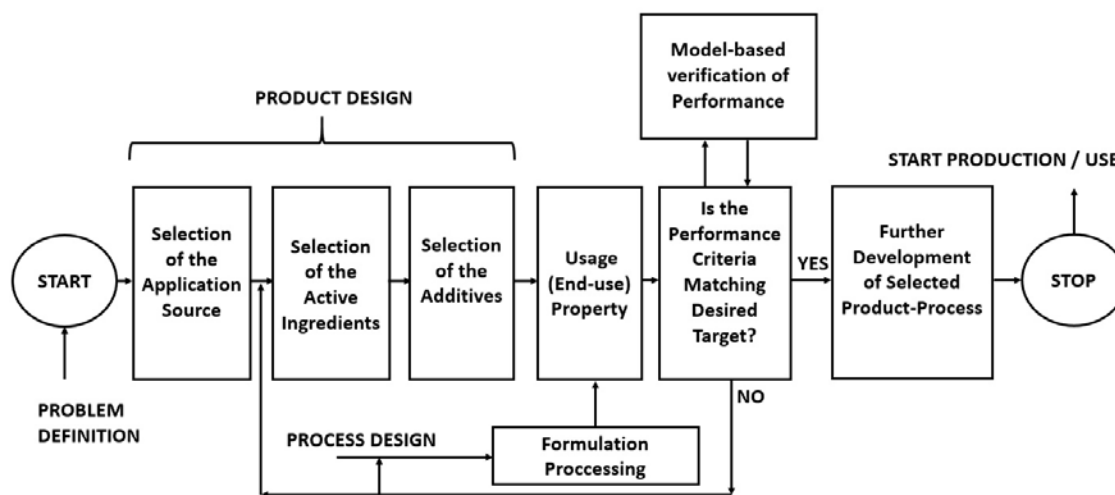 PRODUCT DESIGN
Model-based
verification of
Performance
START PRODUCTION / USE
START
Selection
of the
Application
Source
Selection
of the
Active
Ingredients
Selection
of the
Additives
Usage
(End-use)
Property
Is the
Performance
Criteria
Matching
Desired
Target?
YES
Further
Development
of Selected
Product-Process
STOP
NO
PROBLEM
DEFINITION
PROCESS DESIGN
Formulation
Proccessing